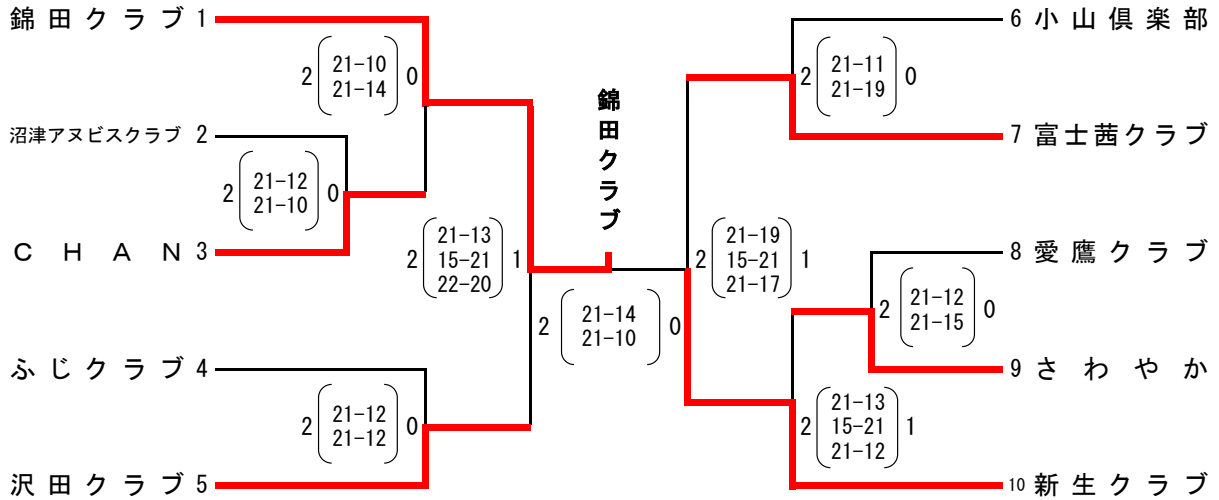 錦田クラブ 1
2 21-10 21-14 0
沼津アヌビスクラブ 2
2 21-12 21-10 0
CHAN 3
2 21-13 15-21 22-20 1
ふじクラブ 4
2 21-12 21-12 0
沢田クラブ 5
錦田クラブ
2 21-14 21-10 0
6 小山倶楽部
2 21-11 21-19 0
7 富士茜クラブ
2 21-19 15-21 21-17 1
8 愛鷹クラブ
2 21-12 21-15 0
9 さわやか
2 21-13 15-21 21-12 1
10 新生クラブ